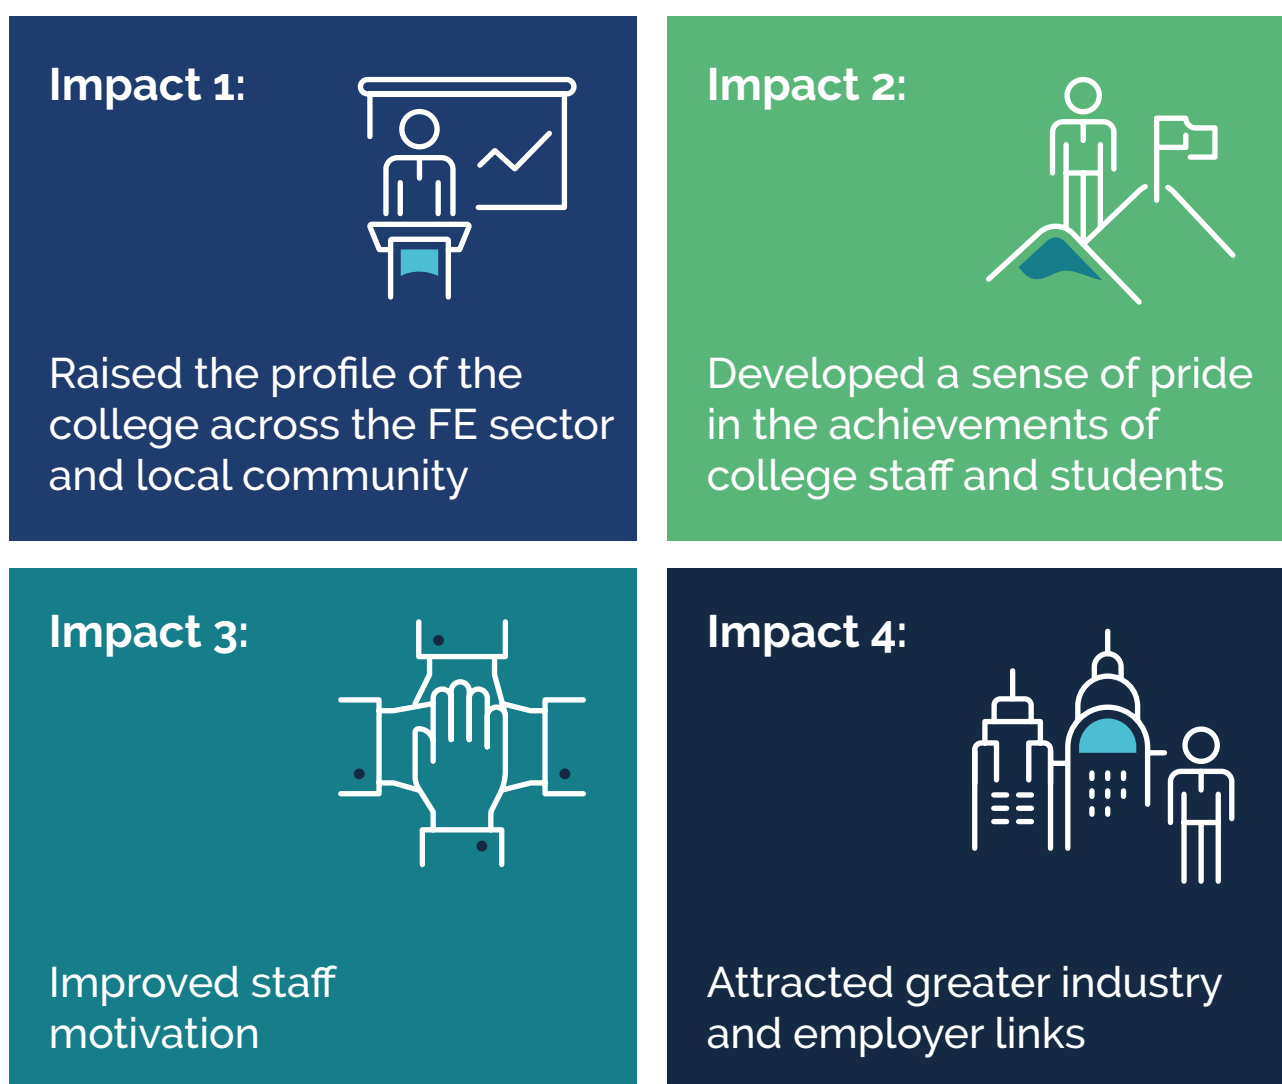 Impact 1:
Raised the profile of the
college across the FE sector
and local community
Impact 2:
Developed a sense of pride
in the achievements of
college staff and students
Impact 3:
Improved staff
motivation
Impact 4:
Attracted greater industry
and employer links